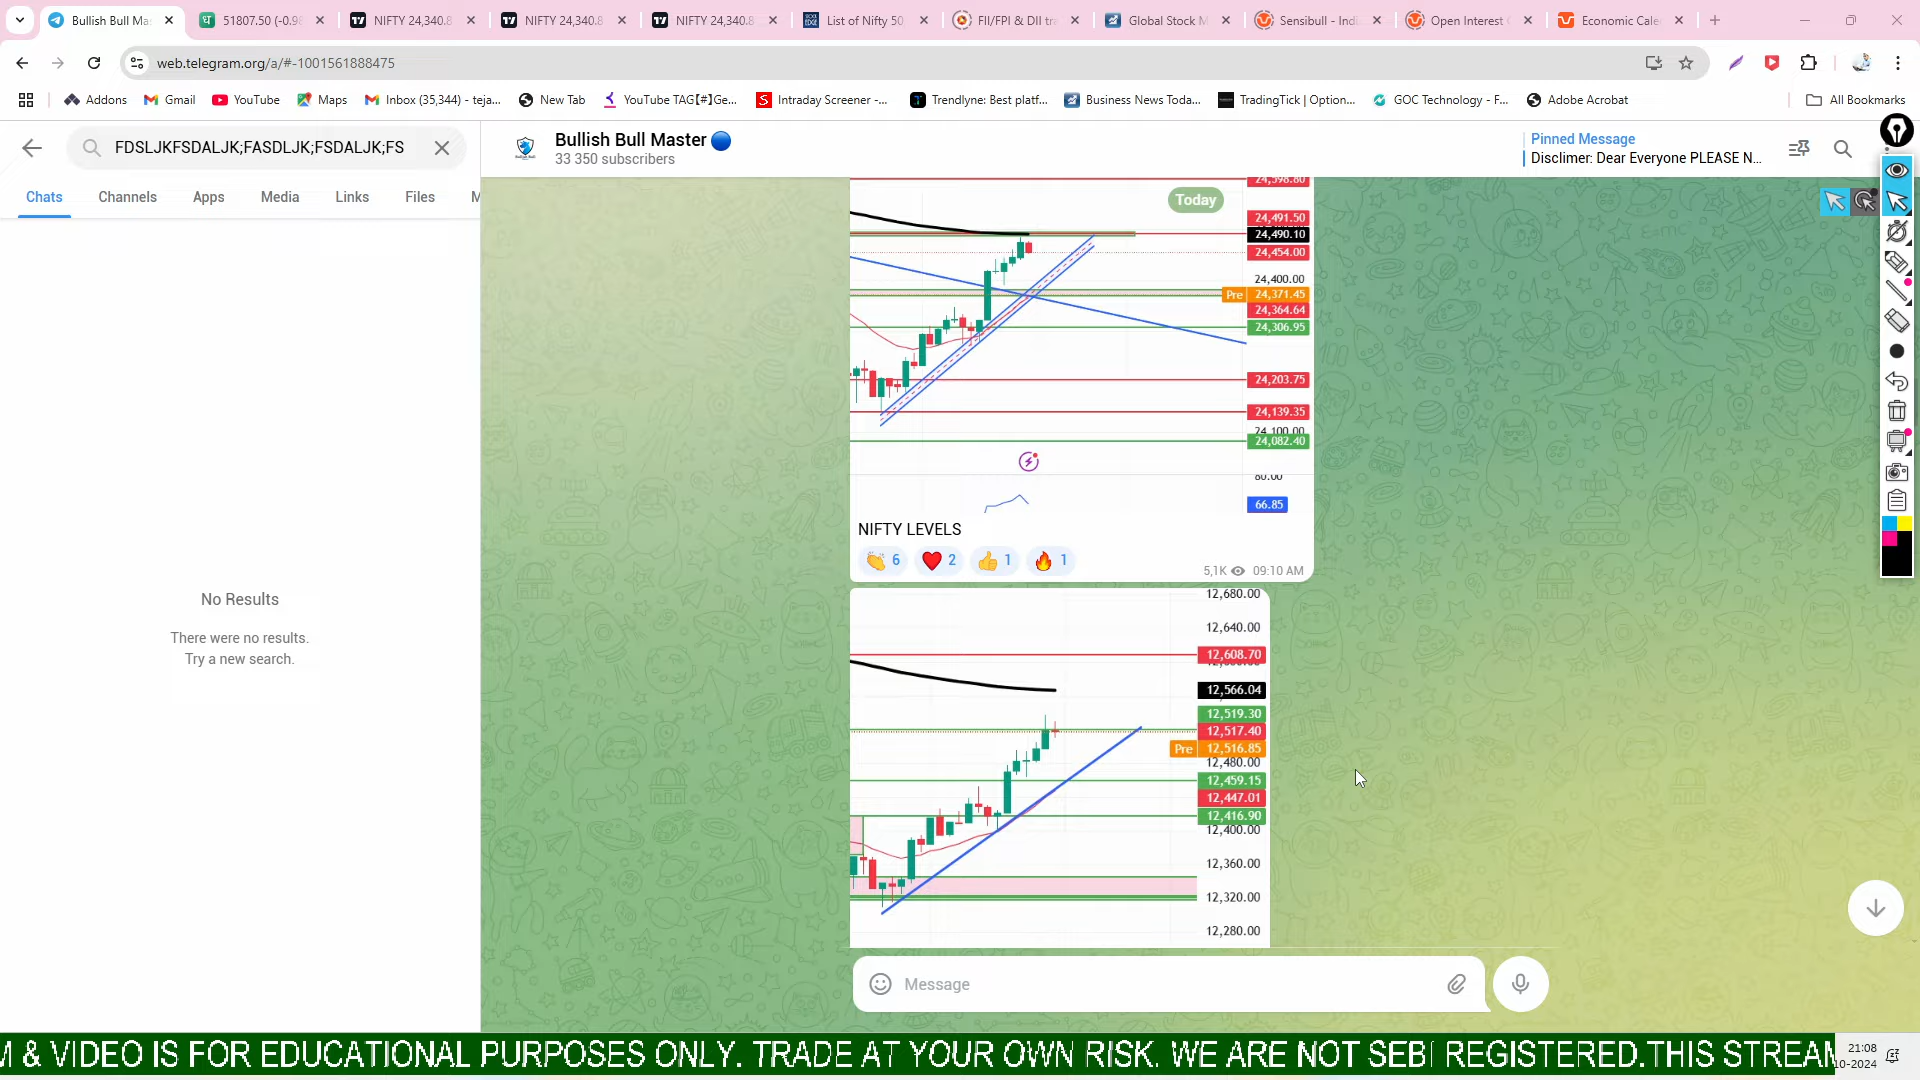 Bullish Bull Ma
51807.50 (-0.9
NIFTY 24,340.8
NIFTY 24,340.8
NIFTY 24,340.8
List of Nifty 50
FII/FPI & DII tr
Global Stock M
Sensibull - Indi
Open Interest
Economic Cale
web.telegram.org/a/#-1001561888475
Addons
Gmail
YouTube
Maps
Inbox (35,344) - teja...
New Tab
YouTube TAG【#】Ge...
Intraday Screener -...
Trendlyne: Best platf...
Business News Toda...
TradingTick | Option...
GOC Technology - F...
Adobe Acrobat
All Bookmarks
FDSLJKFSDALJK;FASDLJK;FSDALJK;FS
Bullish Bull Master
33 350 subscribers
Pinned Message
Disclimer: Dear Everyone PLEASE N...
Chats
Channels
Apps
Media
Links
Files
M
No Results
There were no results.
Try a new search.
24,598.80
Today
24,491.50
24,490.10
24,454.00
24,400.00
Pre 24,371.45
24,364.64
24,306.95
24,203.75
24,139.35
24,100.00
24,082.40
80.00
66.85
NIFTY LEVELS
6
2
1
1
5,1K
09:10 AM
12,680.00
12,640.00
12,608.70
12,566.04
12,519.30
12,517.40
Pre 12,516.85
12,480.00
12,459.15
12,447.01
12,416.90
12,400.00
12,360.00
12,320.00
12,280.00
Message
M & VIDEO IS FOR EDUCATIONAL PURPOSES ONLY. TRADE AT YOUR OWN RISK. WE ARE NOT SEBI REGISTERED.THIS STREAM
21:08
10-2024